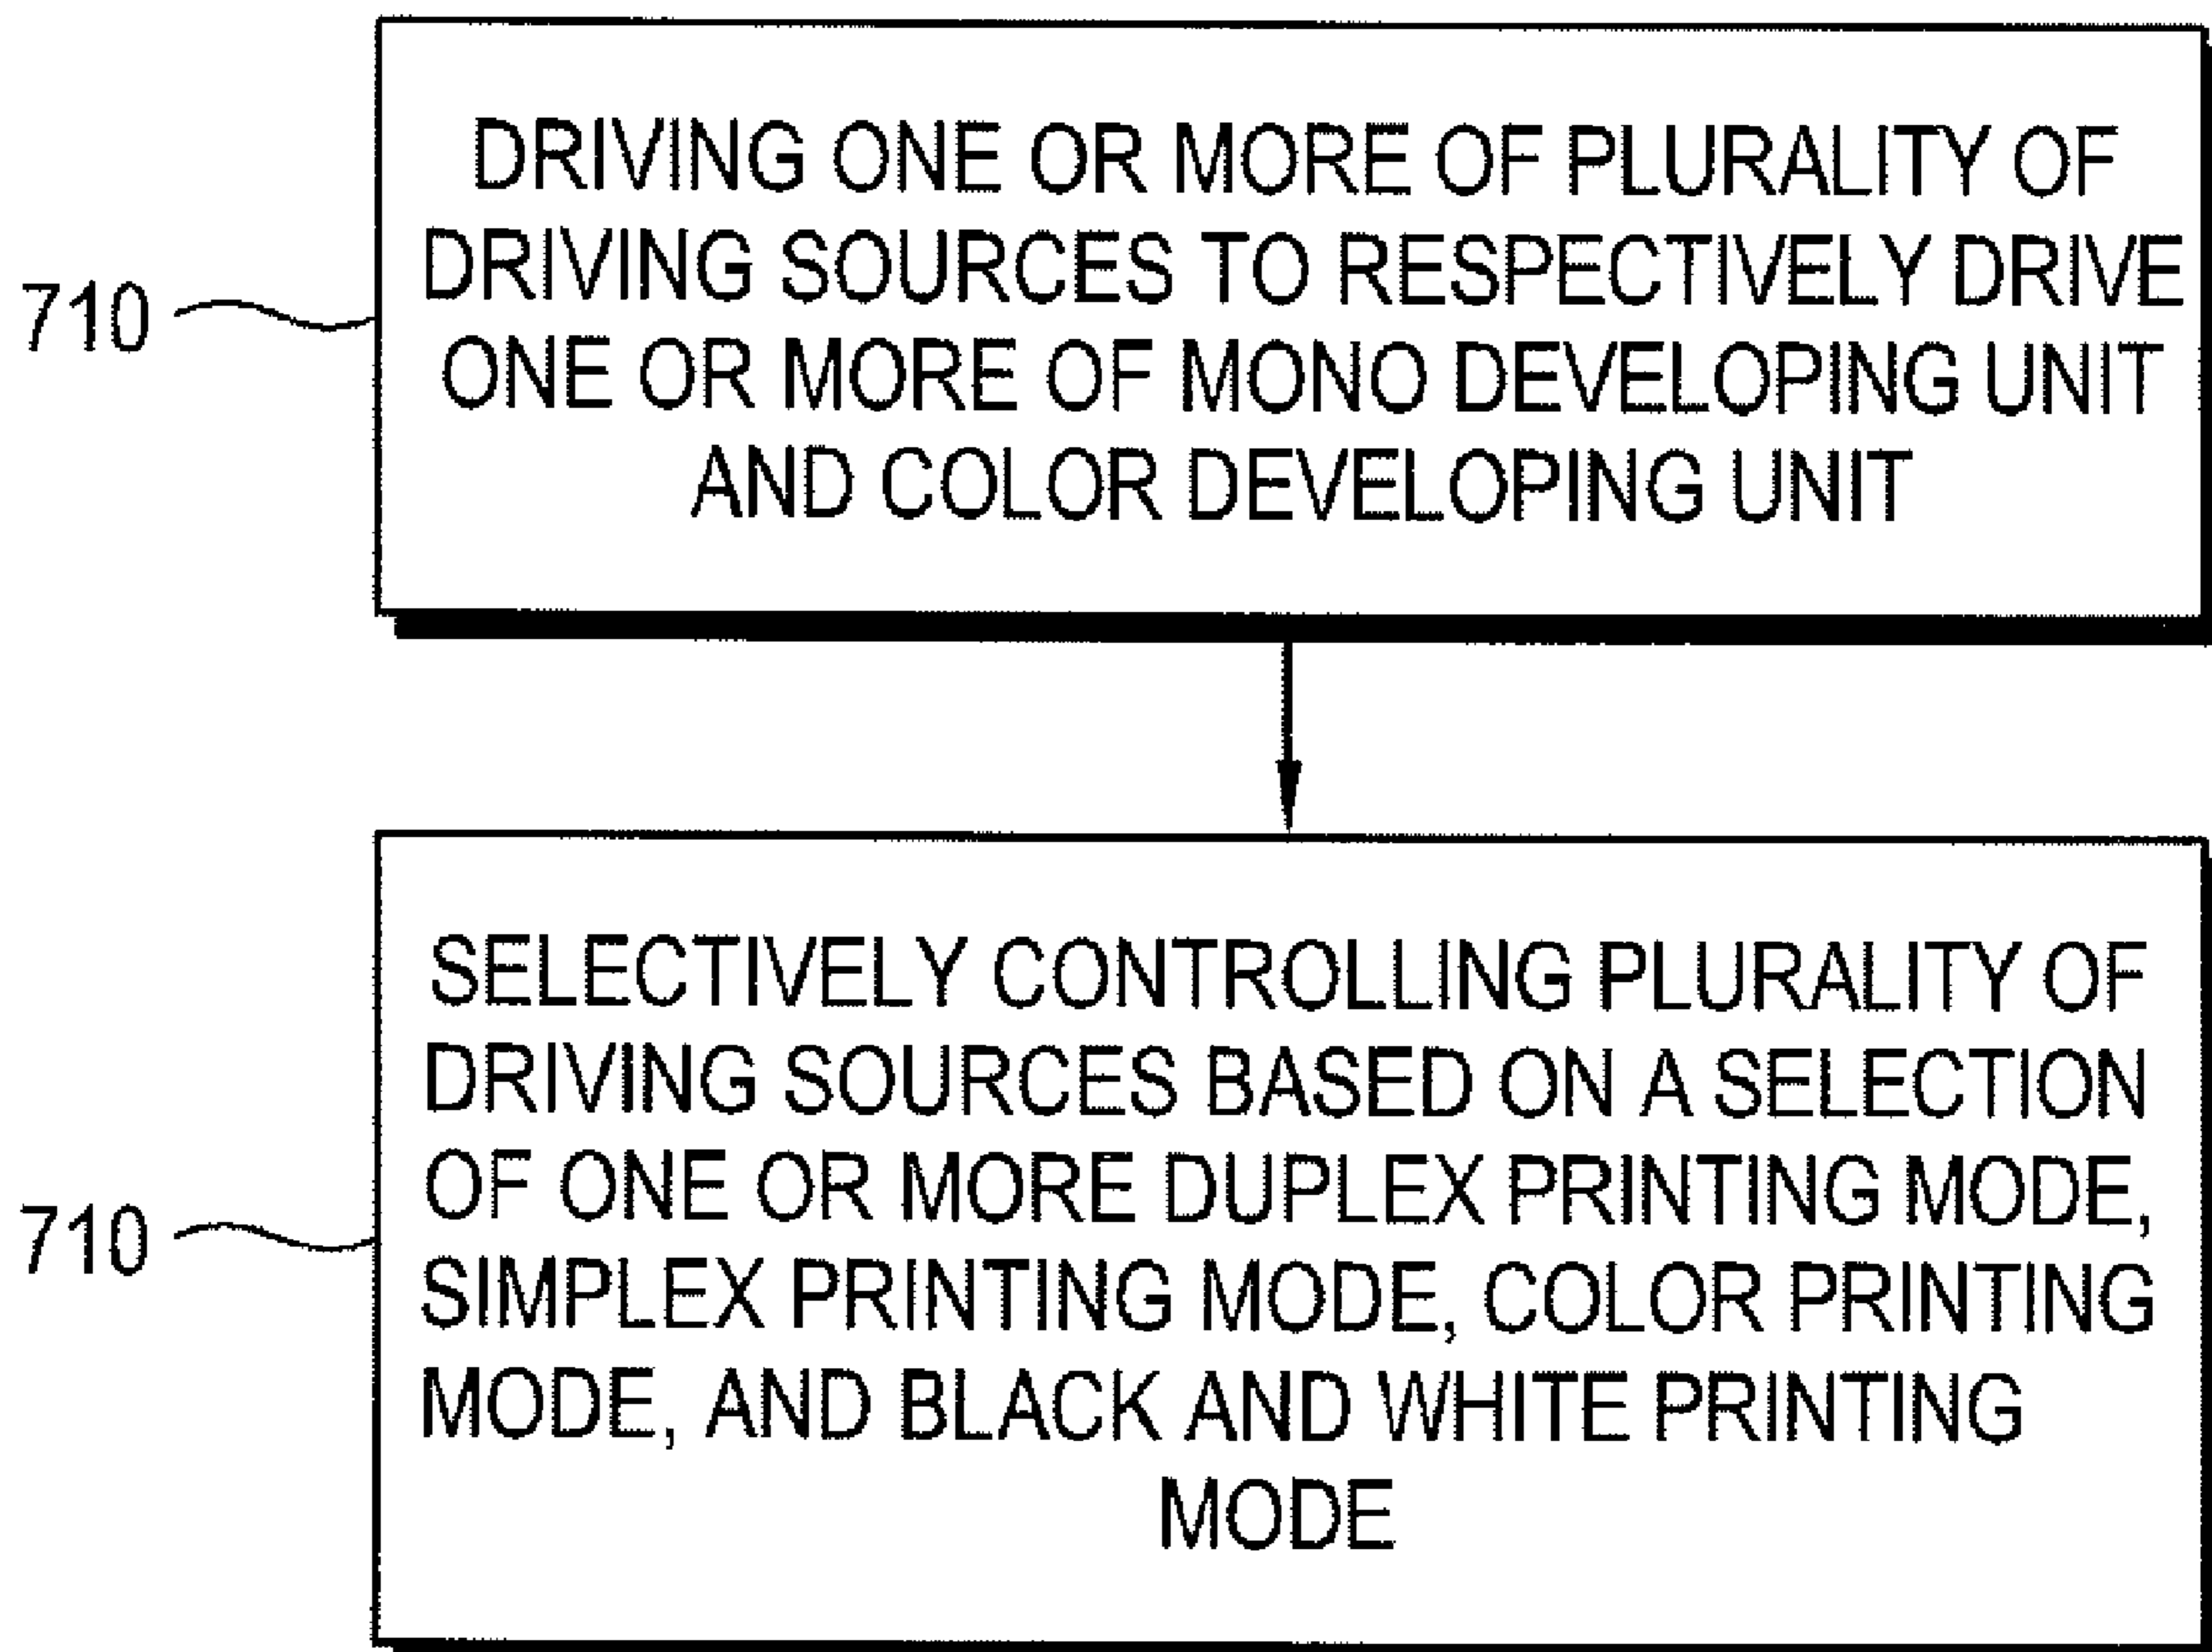 DRIVING ONE OR MORE OF PLURALITY OF
DRIVING SOURCES TO RESPECTIVELY DRIVE
710
ONE OR MORE OF MONO DEVELOPING UNIT
AND COLOR DEVELOPING UNIT
SELECTIVELY CONTROLLING PLURALITY OF
DRIVING SOURCES BASED ON A SELECTION
OF ONE OR MORE DUPLEX PRINTING MODE,
710
SIMPLEX PRINTING MODE, COLOR PRINTING
MODE, AND BLACK AND WHITE PRINTING
MODE